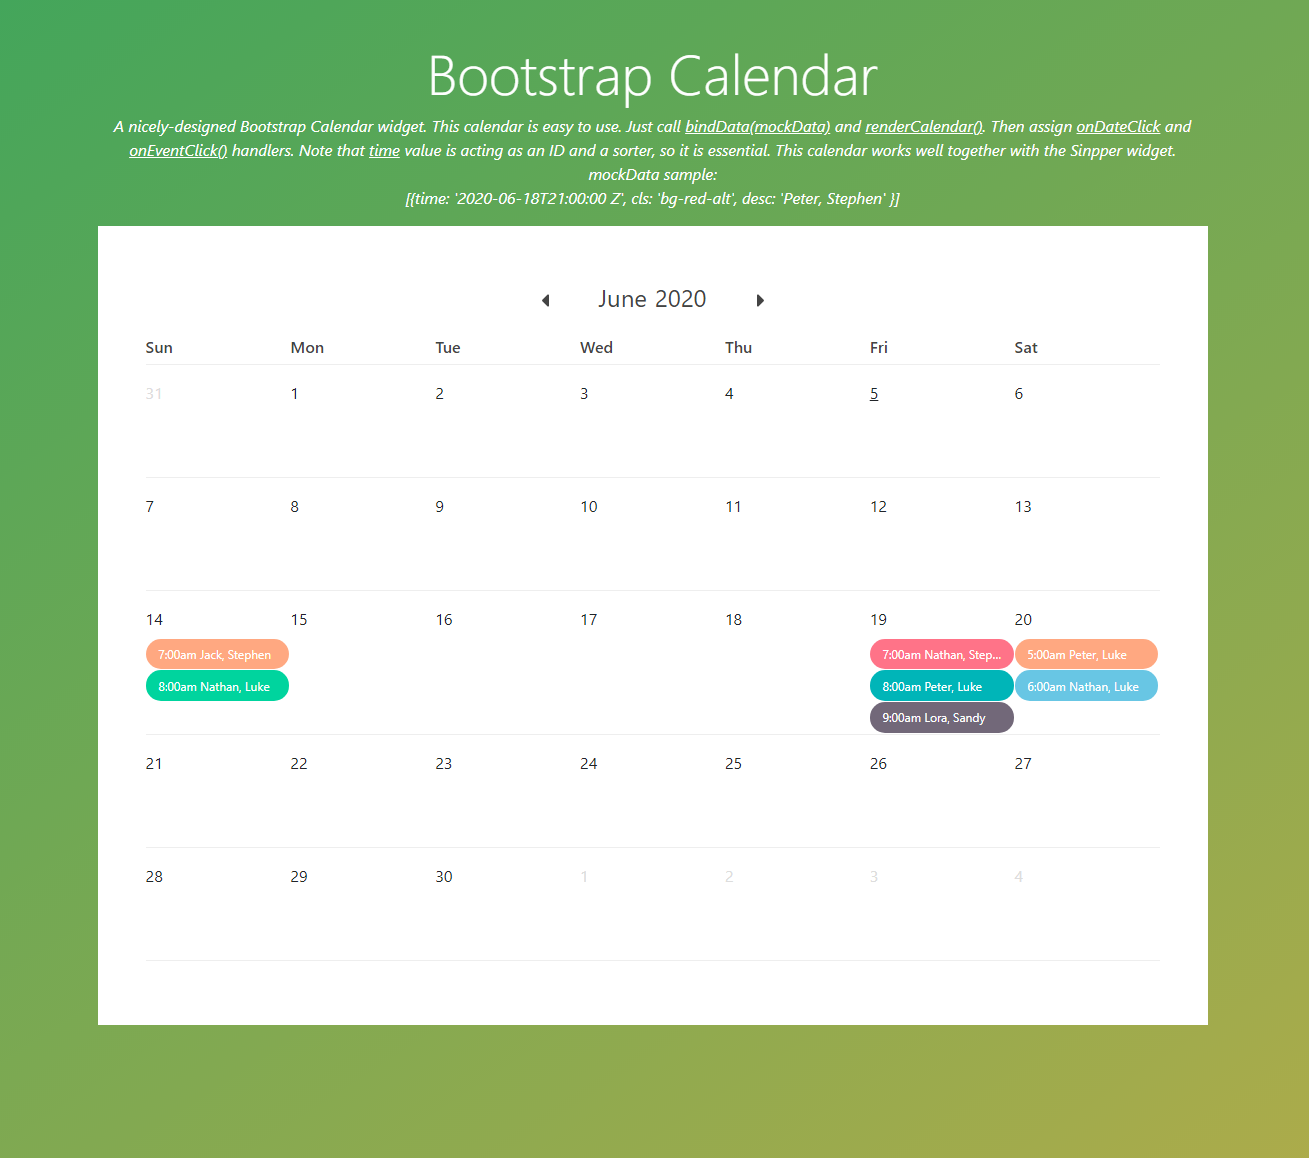 Bootstrap Calendar
A nicely-designed Bootstrap Calendar widget. This calendar is easy to use. Just call bindData(mockData) and renderCalendar(). Then assign onDateClick and
onEventClick() handlers. Note that time value is acting as an ID and a sorter, so it is essential. This calendar works well together with the Sinpper widget.
mockData sample:
[{time: '2020-06-18T21:00:00 Z', cls: 'bg-red-alt', desc: 'Peter, Stephen' }]
June 2020
Sun Mon Tue Wed Thu Fri Sat
31 1 2 3 4 5 6
7 8 9 10 11 12 13
14 15 16 17 18 19 20
7:00am Jack, Stephen 7:00am Nathan, Step... 5:00am Peter, Luke
8:00am Nathan, Luke 8:00am Peter, Luke 6:00am Nathan, Luke
9:00am Lora, Sandy
21 22 23 24 25 26 27
28 29 30 1 2 3 4